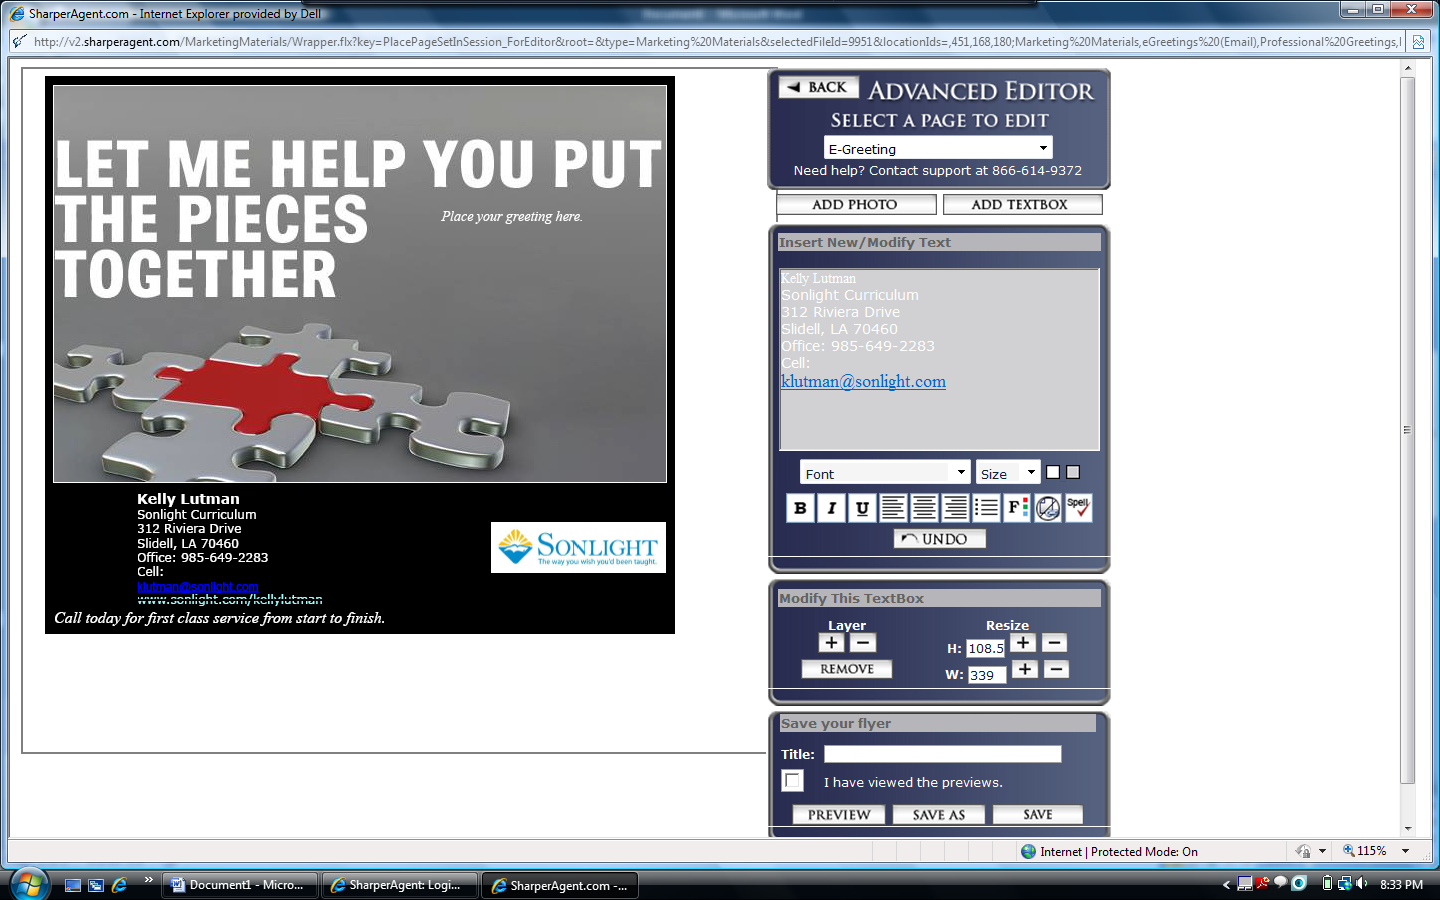 SharperAgent.com - Internet Explorer provided by Dell
http://v2.sharperagent.com/MarketingMaterials/Wrapper.flx?key=PlacePageSetInSession_ForEditor&root=&type=Marketing%20Materials&selectedFileId=9951&locationIds=,451,168,180;Marketing%20Materials,eGreetings%20(Email),Professional%20Greetings,
LET ME HELP YOU PUT
THE PIECES
TOGETHER
Place your greeting here.
Kelly Lutman
Sonlight Curriculum
312 Riviera Drive
Slidell, LA 70460
Office: 985-649-2283
Cell:
klutman@sonlight.com
www.sonlight.com/kellylutman
SONLIGHT
The way you wish you'd been taught.
Call today for first class service from start to finish.
BACK
ADVANCED EDITOR
SELECT A PAGE TO EDIT
E-Greeting
Need help? Contact support at 866-614-9372
ADD PHOTO
ADD TEXTBOX
Insert New/Modify Text
Kelly Lutman
Sonlight Curriculum
312 Riviera Drive
Slidell, LA 70460
Office: 985-649-2283
Cell:
klutman@sonlight.com
Font
Size
B I U F Spell
UNDO
Modify This TextBox
Layer
Resize
+ −
H: 108.5 + −
REMOVE
W: 339 + −
Save your flyer
Title:
I have viewed the previews.
PREVIEW
SAVE AS
SAVE
Internet | Protected Mode: On
115%
Document1 - Micro...
SharperAgent: Logi...
SharperAgent.com -...
8:33 PM